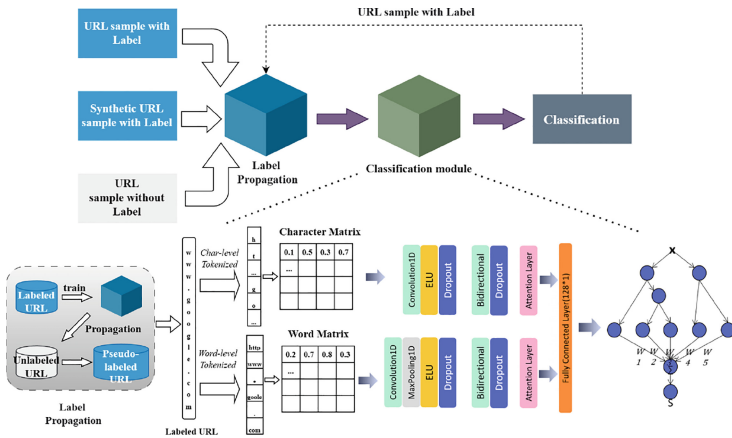 URL sample with
Label
Synthetic URL
sample with Label
URL
sample without
Label
URL sample with Label
Label
Propagation
Classification module
Classification
Labeled
URL
train
Propagation
Unlabeled
URL
Pseudo-
labeled URL
Label
Propagation
w
w
w
.
g
o
o
g
l
e
.
c
o
m
Labeled URL
Char-level
Tokenized
Word-level
Tokenized
h
t
...
g
o
...
http
www
.
goole
.
com
Character Matrix
0.1 0.5 0.3 0.7
...
Word Matrix
0.2 0.7 0.8 0.3
...
Convolution1D
ELU
Dropout
Bidirectional
Dropout
Attention Layer
Convolution1D
MaxPooling1D
ELU
Dropout
Bidirectional
Dropout
Attention Layer
Fully Connected Layer(128*1)
X
W W W W
1 2 4 5
S